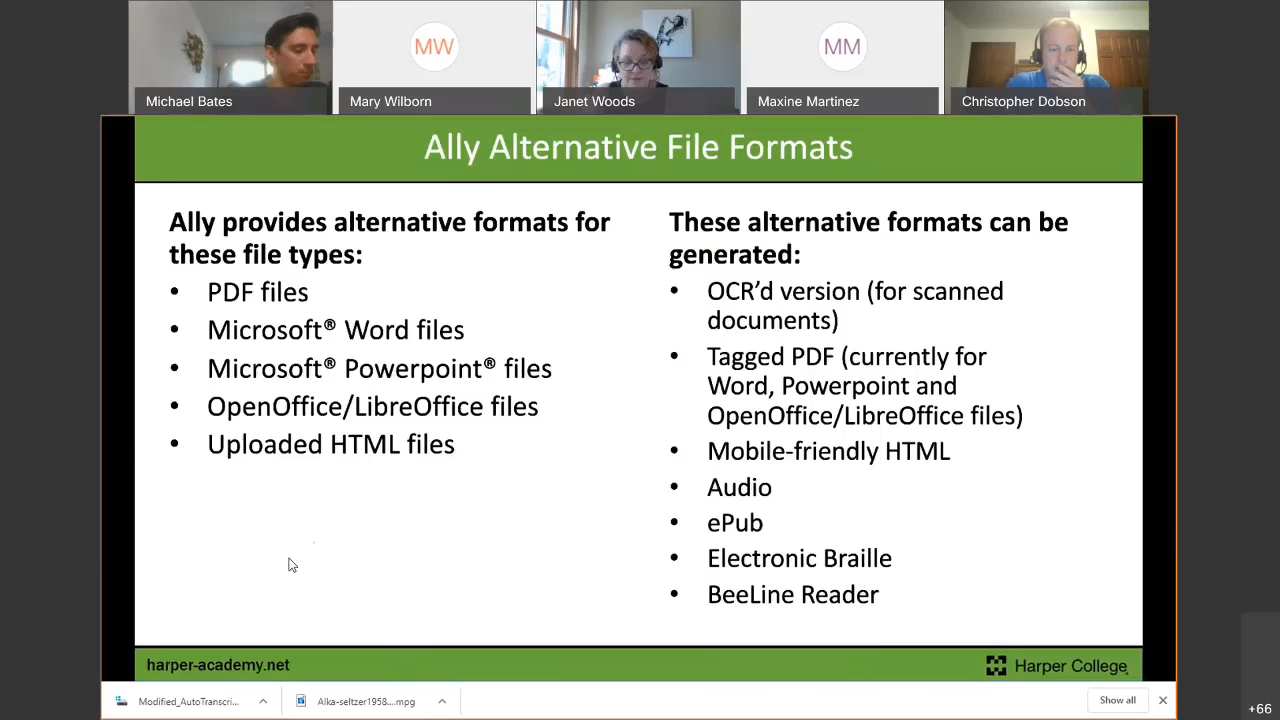 MW
MM
Michael Bates
Mary Wilborn
Janet Woods
Maxine Martinez
Christopher Dobson
Ally Alternative File Formats
Ally provides alternative formats for
these file types:
• PDF files
• Microsoft® Word files
• Microsoft® Powerpoint® files
• OpenOffice/LibreOffice files
• Uploaded HTML files
These alternative formats can be
generated:
• OCR'd version (for scanned
documents)
• Tagged PDF (currently for
Word, Powerpoint and
OpenOffice/LibreOffice files)
• Mobile-friendly HTML
• Audio
• ePub
• Electronic Braille
• BeeLine Reader
harper-academy.net
Harper College
Modified_AutoTranscri...
Alka-seltzer1958....mpg
Show all
+66